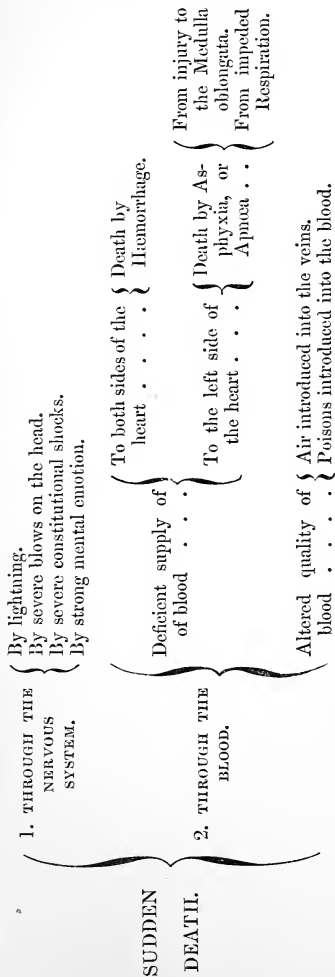 SUDDEN
DEATH.
1. THROUGH THE
NERVOUS
SYSTEM.
By lightning.
By severe blows on the head.
By severe constitutional shocks.
By strong mental emotion.
2. THROUGH THE
BLOOD.
Deficient supply of
of blood . . .
To both sides of the
heart . . . . .
Death by
Hæmorrhage.
To the left side of
the heart . . .
Death by As-
phyxia, or
Apnœa . .
From injury to
the Medulla
oblongata.
From impeded
Respiration.
Altered quality of
blood . . . .
Air introduced into the veins.
Poisons introduced into the blood.